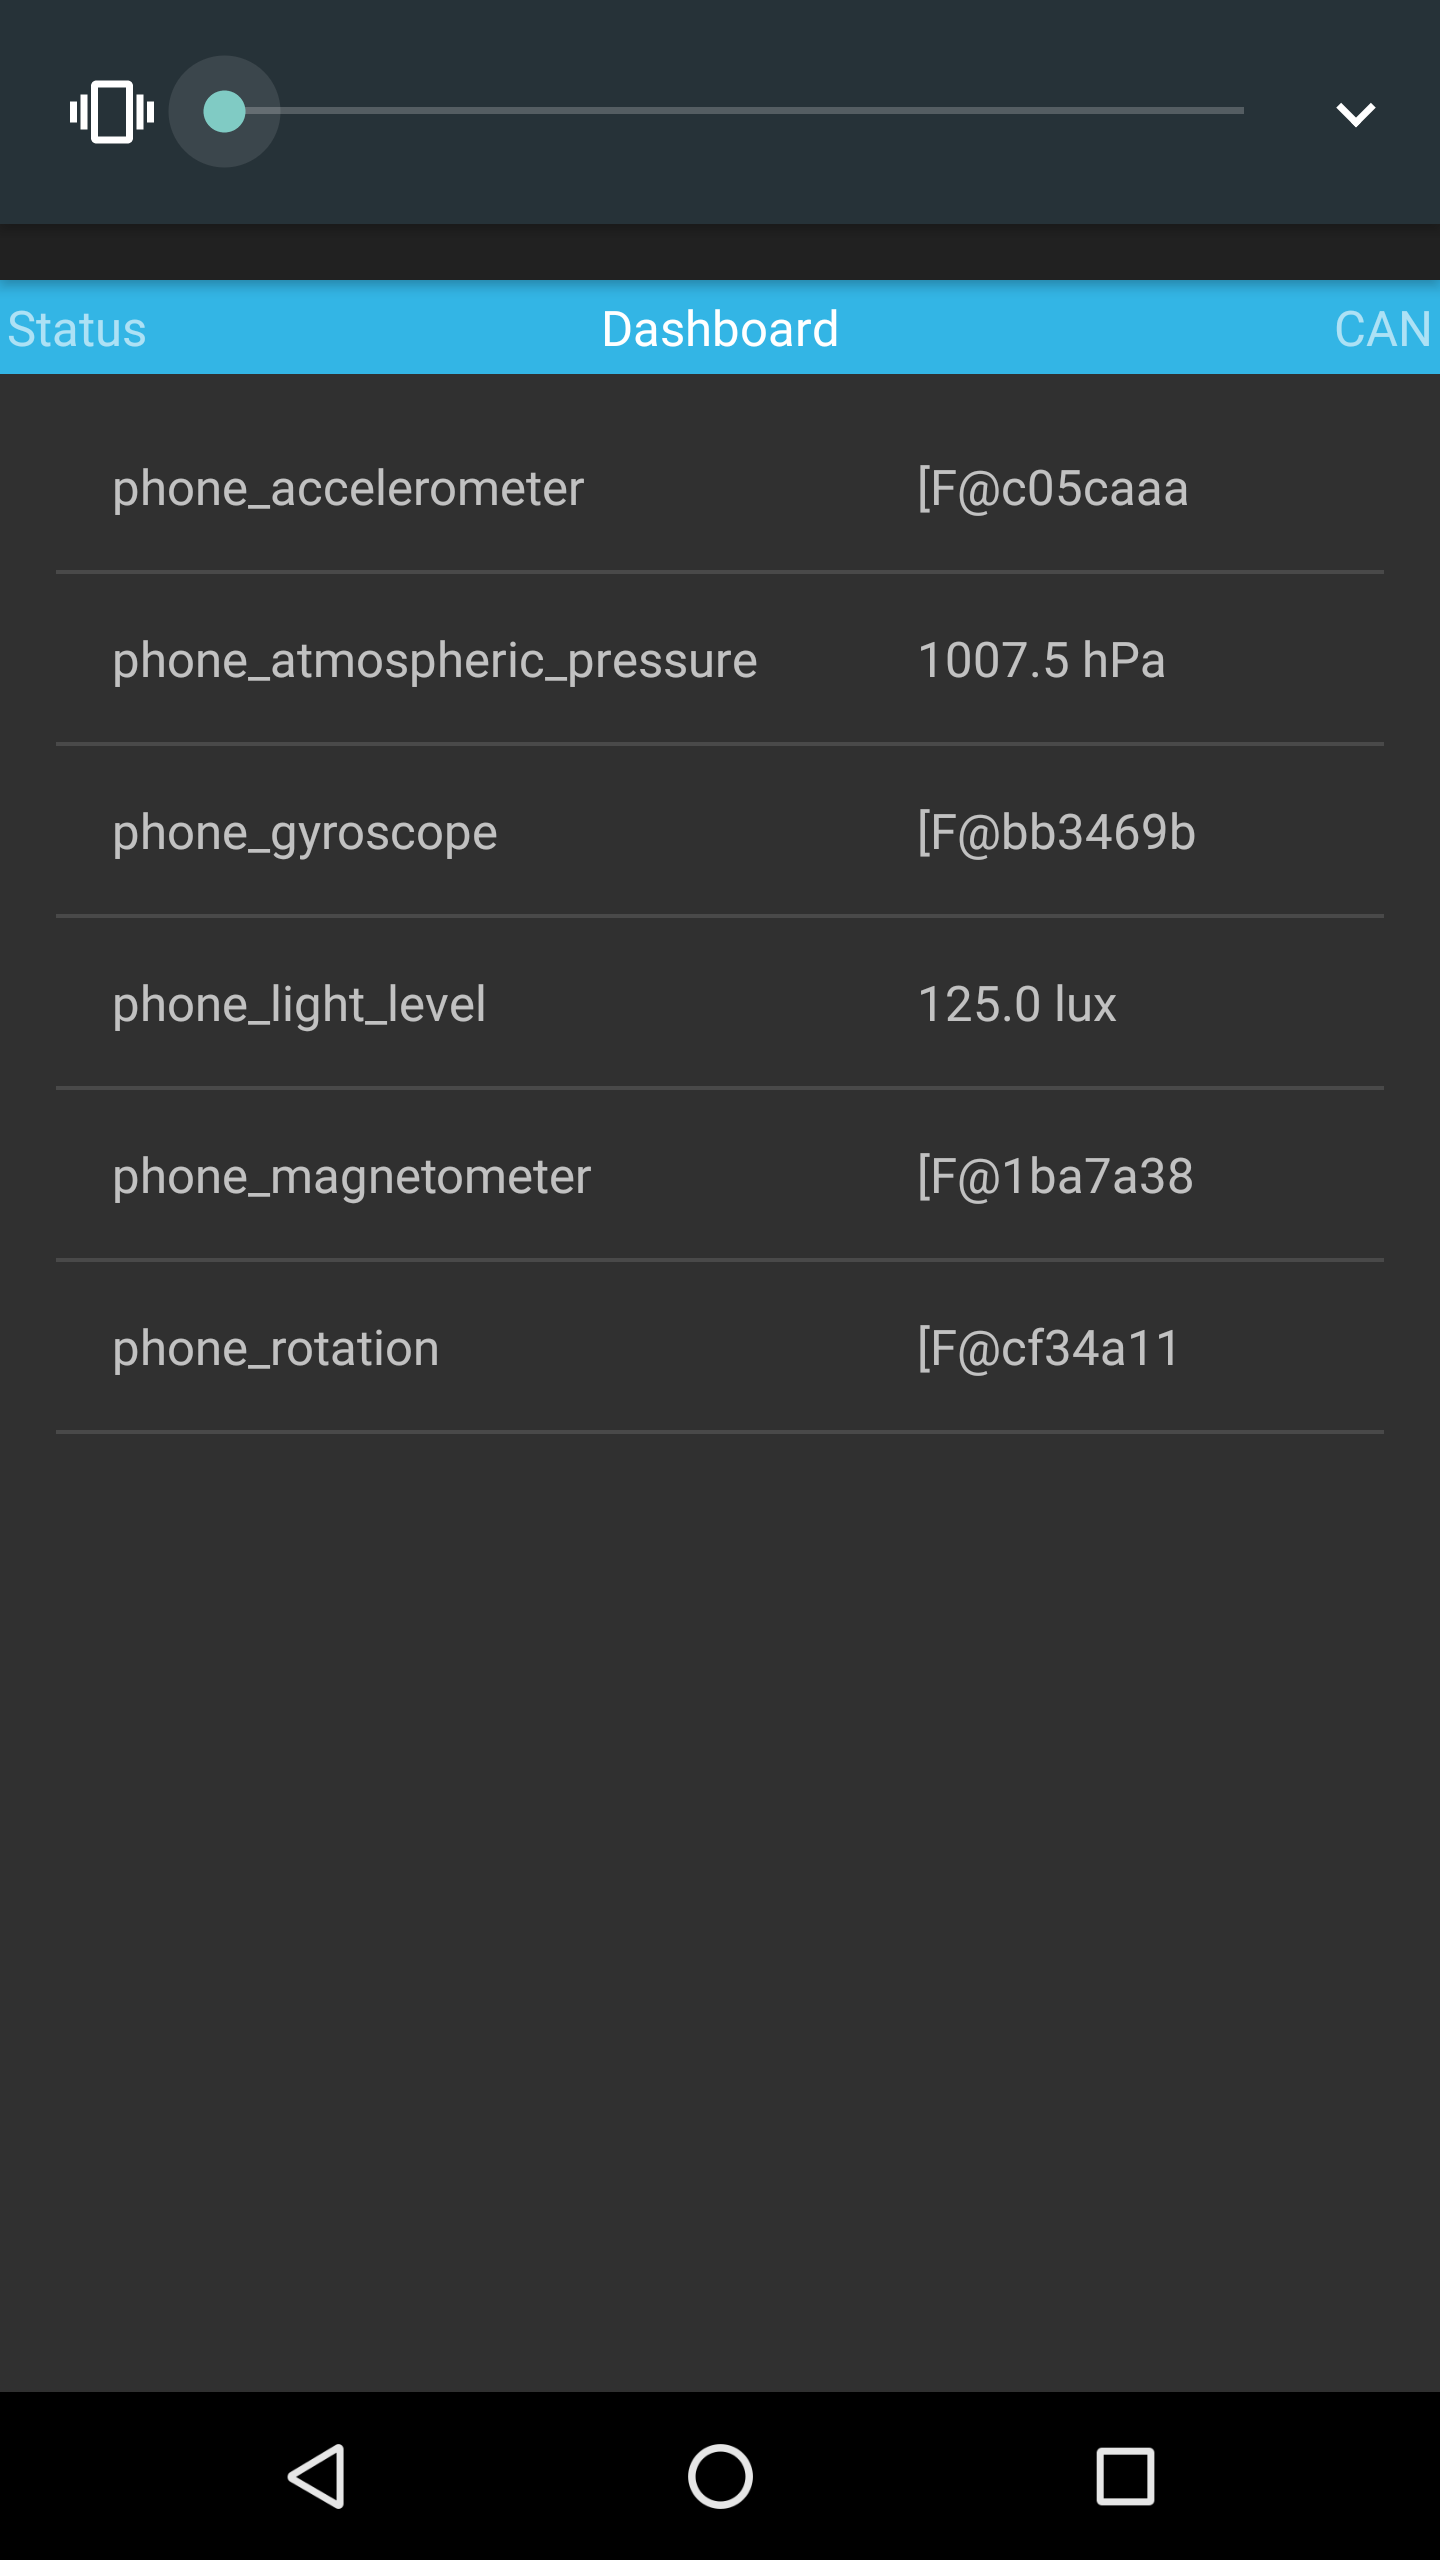 Status Dashboard CAN
phone_accelerometer [F@c05caaa
phone_atmospheric_pressure 1007.5 hPa
phone_gyroscope [F@bb3469b
phone_light_level 125.0 lux
phone_magnetometer [F@1ba7a38
phone_rotation [F@cf34a11